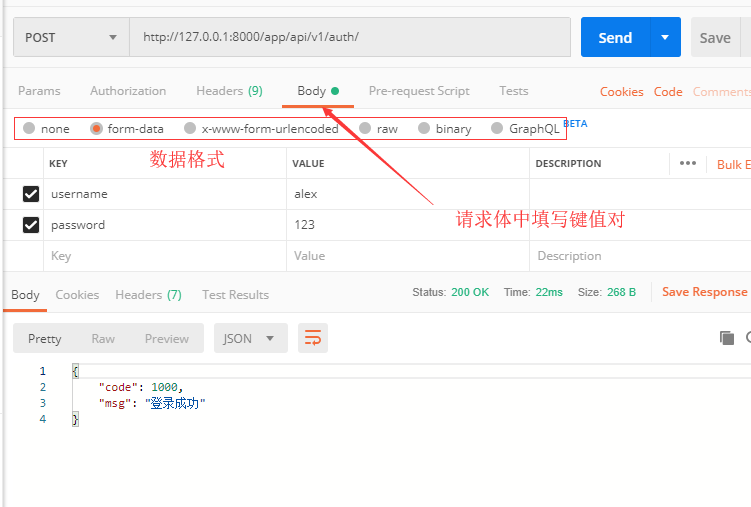 POST http://127.0.0.1:8000/app/api/v1/auth/ Send Save
Params Authorization Headers (9) Body Pre-request Script Tests Cookies Code Comments
none form-data x-www-form-urlencoded raw binary GraphQL BETA
数据格式
KEY VALUE DESCRIPTION ••• Bulk E
username alex
password 123
请求体中填写键值对
Key Value Description
Body Cookies Headers (7) Test Results Status: 200 OK Time: 22ms Size: 268 B Save Response
Pretty Raw Preview JSON
1 {
2 "code": 1000,
3 "msg": "登录成功"
4 }